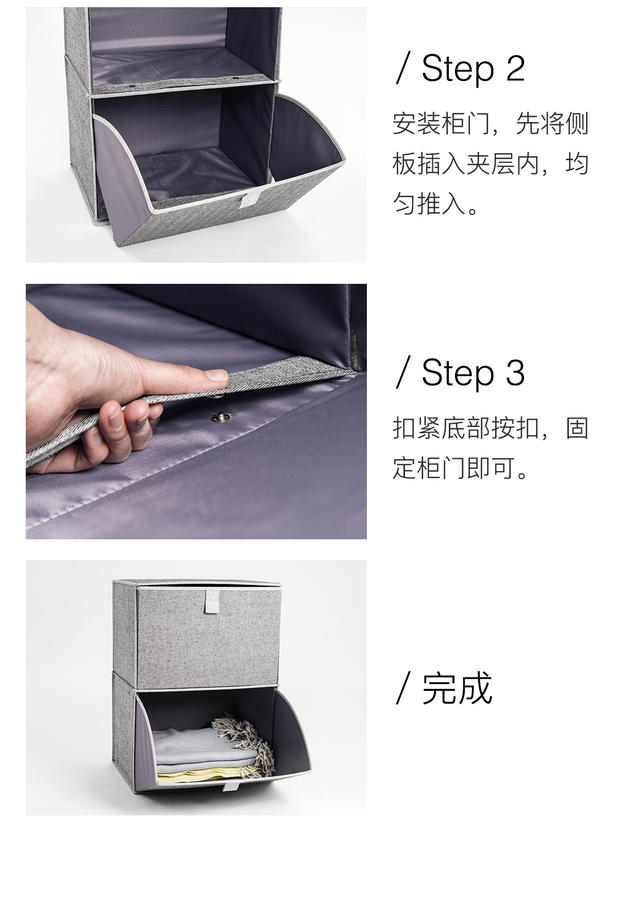 / Step 2
安装柜门，先将侧
板插入夹层内，均
匀推入。
/ Step 3
扣紧底部按扣，固
定柜门即可。
/ 完成